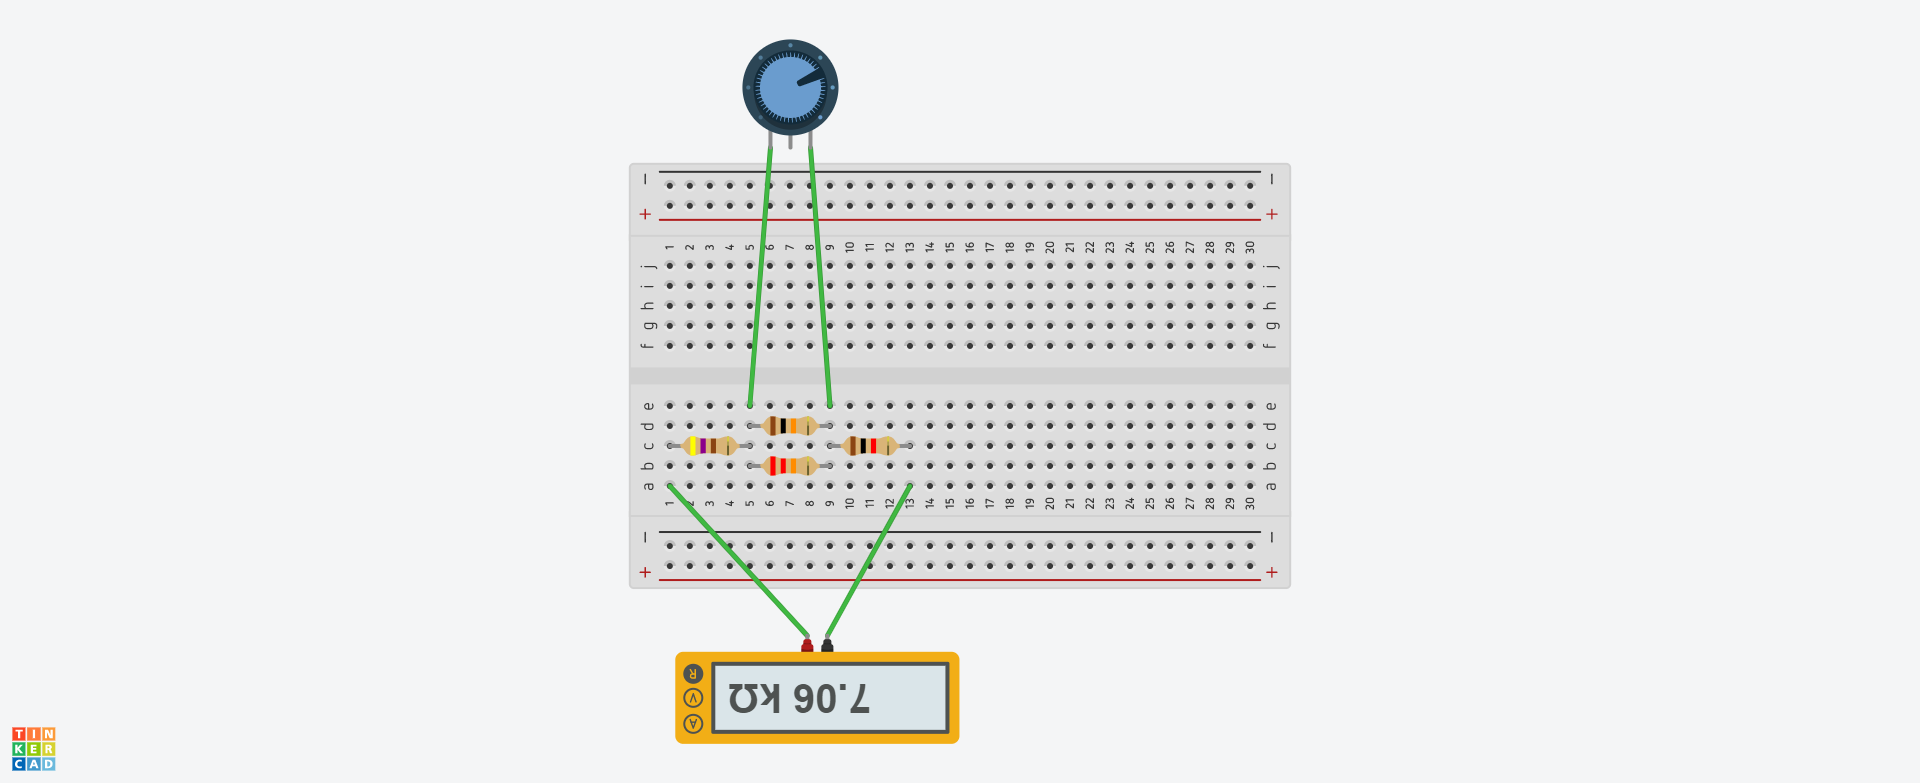 — —
+ +
1 2 3 4 5 6 7 8 9 10 11 12 13 14 15 16 17 18 19 20 21 22 23 24 25 26 27 28 29 30
j j
i i
h h
g g
f f
e e
d d
c c
b b
a a
1 2 3 4 5 6 7 8 9 10 11 12 13 14 15 16 17 18 19 20 21 22 23 24 25 26 27 28 29 30
— —
+ +
R
V
A
7.06 kΩ
TIN
KER
CAD